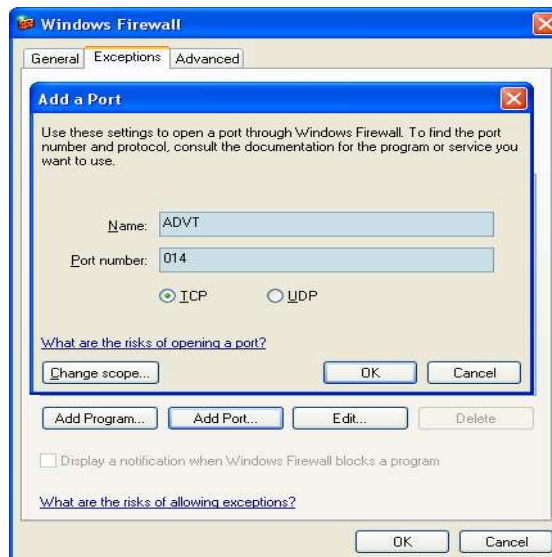 Windows Firewall
General Exceptions Advanced
Add a Port
Use these settings to open a port through Windows Firewall. To find the port
number and protocol, consult the documentation for the program or service you
want to use.
Name: ADVT
Port number: 014
TCP UDP
What are the risks of opening a port?
Change scope... OK Cancel
Add Program... Add Port... Edit... Delete
Display a notification when Windows Firewall blocks a program
What are the risks of allowing exceptions?
OK Cancel